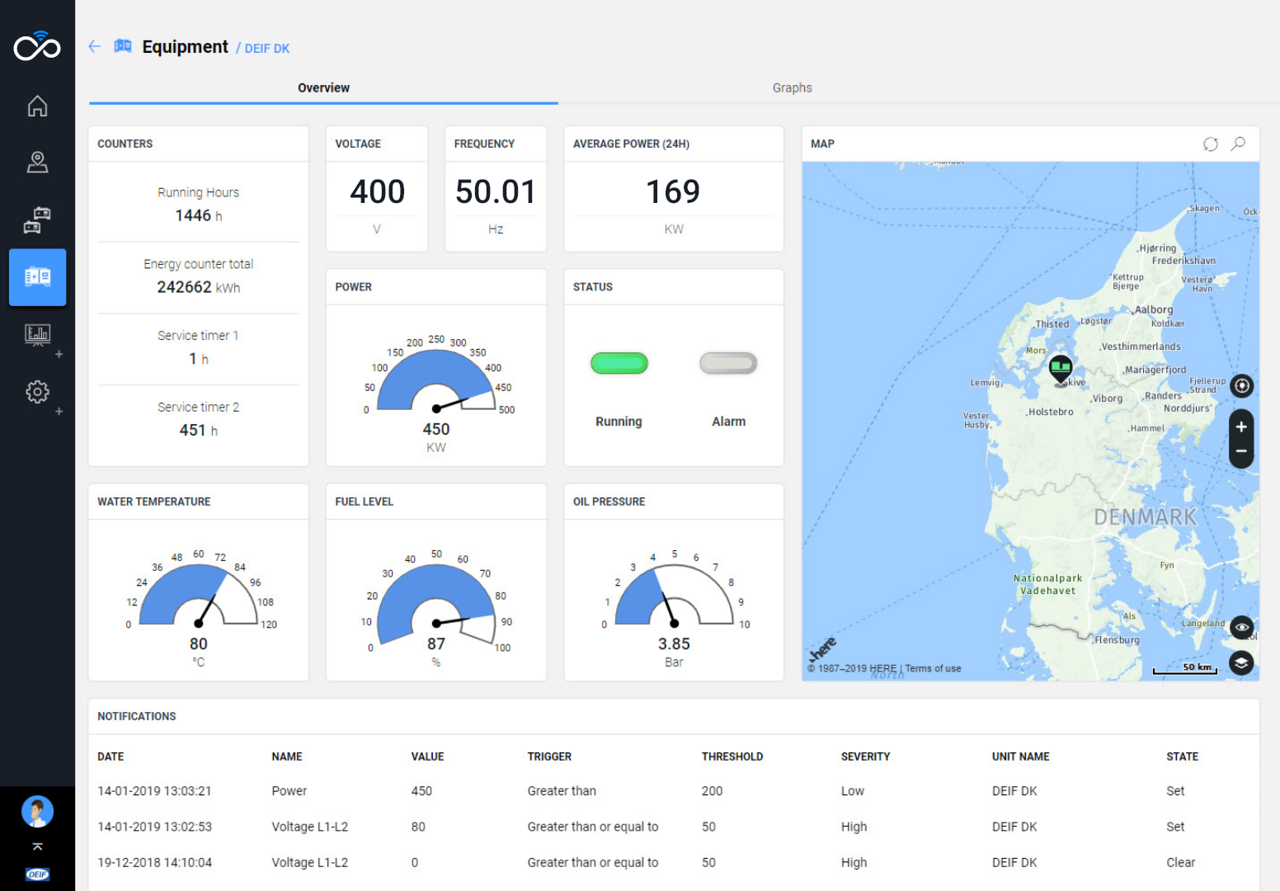 Equipment / DEIF DK
Overview
Graphs
COUNTERS
Running Hours
1446 h
Energy counter total
242662 kWh
Service timer 1
1 h
Service timer 2
451 h
VOLTAGE
400
V
FREQUENCY
50.01
Hz
AVERAGE POWER (24H)
169
KW
POWER
0
50
100
150
200
250
300
350
400
450
500
450
KW
STATUS
Running
Alarm
WATER TEMPERATURE
0
12
24
36
48
60
72
84
96
108
120
80
°C
FUEL LEVEL
0
10
20
30
40
50
60
70
80
90
100
87
%
OIL PRESSURE
0
1
2
3
4
5
6
7
8
9
10
3.85
Bar
MAP
Skagen
Hjørring
Frederikshavn
Kettrup
Bjerge
Vesterø
Havn
Aalborg
Thisted
Løgstør
Koldkær
Mors
Vesthimmerlands
Mariagerfjord
Lemvig
Fjellerup
Strand
Viborg
Randers
Norddjurs
Holstebro
Vester
Husby
Hammel
DENMARK
Fyn
Nationalpark
Vadehavet
Als
Langeland
Flensburg
here
© 1987–2019 HERE | Terms of use
North
50 km
+
−
NOTIFICATIONS
DATE NAME VALUE TRIGGER THRESHOLD SEVERITY UNIT NAME STATE
14-01-2019 13:03:21 Power 450 Greater than 200 Low DEIF DK Set
14-01-2019 13:02:53 Voltage L1-L2 80 Greater than or equal to 50 High DEIF DK Set
19-12-2018 14:10:04 Voltage L1-L2 0 Greater than or equal to 50 High DEIF DK Clear
DEIF